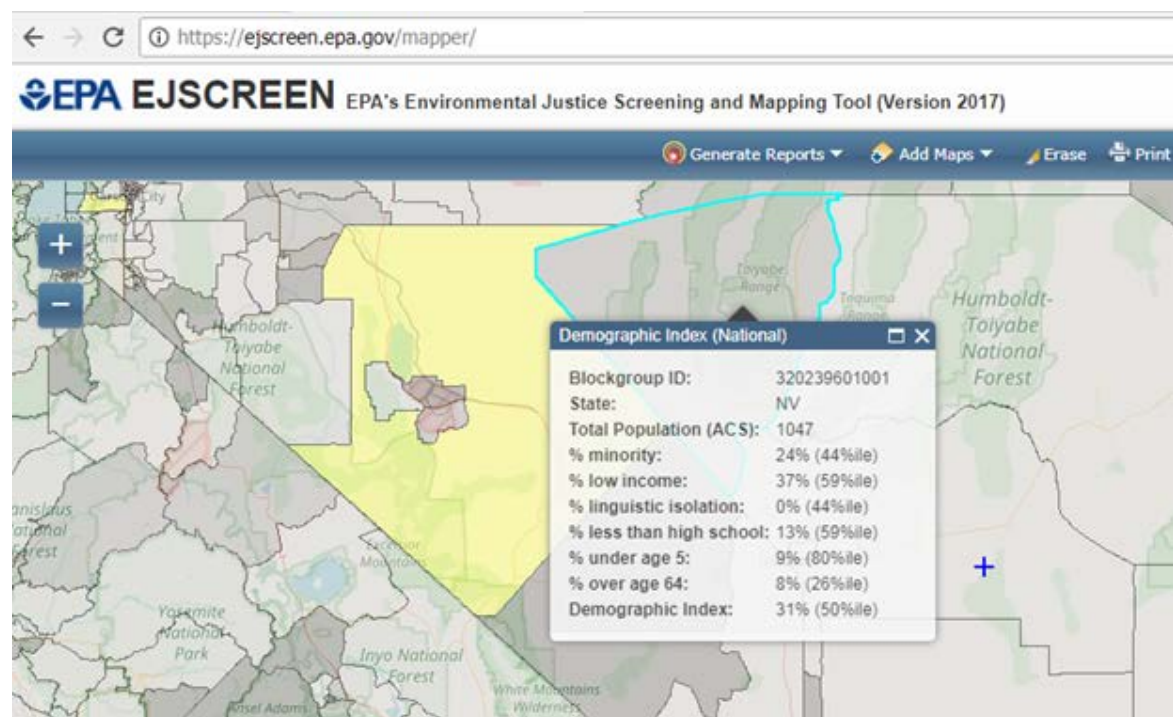 https://ejscreen.epa.gov/mapper/
EPA EJSCREEN EPA's Environmental Justice Screening and Mapping Tool (Version 2017)
Generate Reports Add Maps Erase Print
City
+
−
Toiyabe
Range
Toquima
Range
Humboldt-
Toiyabe
National
Forest
Humboldt-
Toiyabe
National
Forest
Demographic Index (National)
Blockgroup ID: 320239601001
State: NV
Total Population (ACS): 1047
% minority: 24% (44%ile)
% low income: 37% (59%ile)
% linguistic isolation: 0% (44%ile)
% less than high school: 13% (59%ile)
% under age 5: 9% (80%ile)
% over age 64: 8% (26%ile)
Demographic Index: 31% (50%ile)
Excelsior
Mountains
Yosemite
National
Park
Inyo National
Forest
White Mountains
Wilderness
Ansel Adams